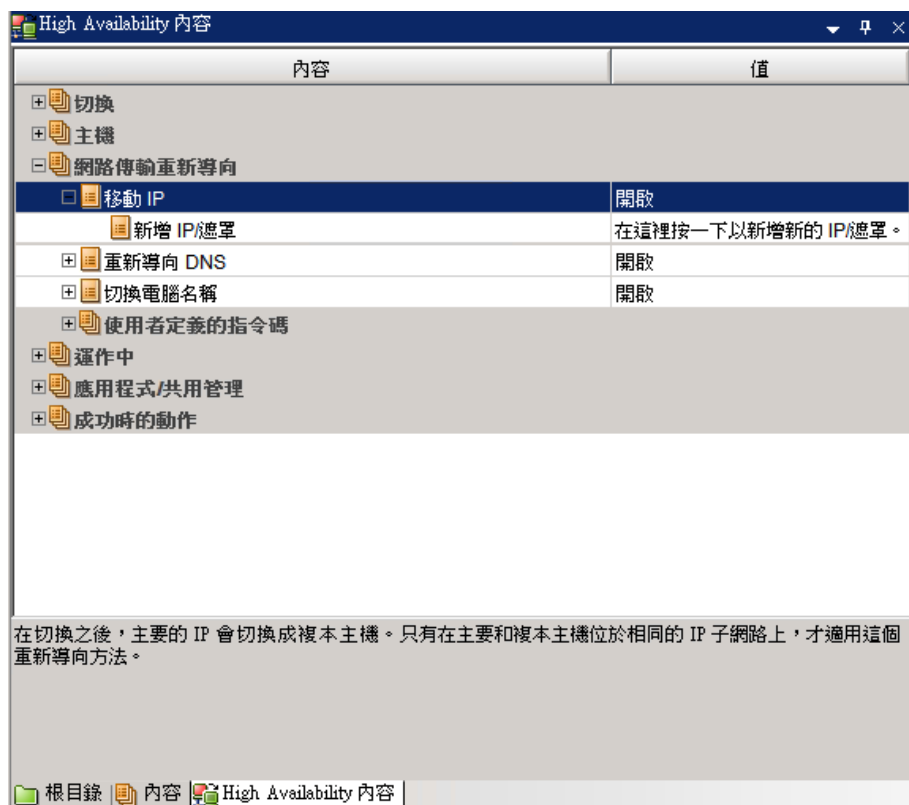 High Availability 內容
內容 值
切換
主機
網路傳輸重新導向
移動 IP 開啟
新增 IP/遮罩 在這裡按一下以新增新的 IP/遮罩。
重新導向 DNS 開啟
切換電腦名稱 開啟
使用者定義的指令碼
運作中
應用程式/共用管理
成功時的動作
在切換之後,主要的 IP 會切換成複本主機。只有在主要和複本主機位於相同的 IP 子網路上,才適用這個
重新導向方法。
根目錄 內容 High Availability 內容